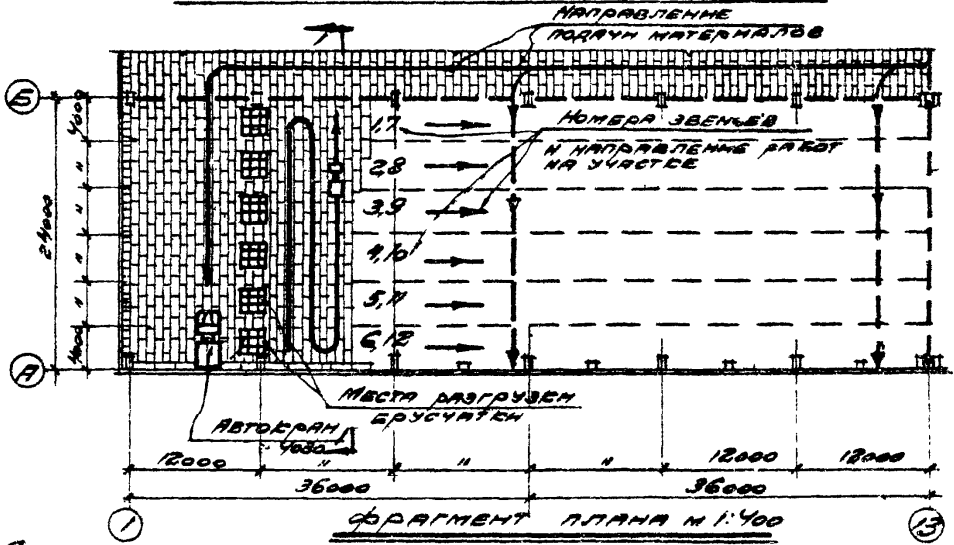 НАПРАВЛЕНИЕ
ПОДАЧИ МАТЕРИАЛОВ
Б
4000
"
"
"
"
4000
24000
А
1,7
2,8
3,9
4,10
5,11
6,12
НОМЕРА ЗВЕНЬЕВ
И НАПРАВЛЕНИЕ РАБОТ
НА УЧАСТКЕ
МЕСТА РАЗГРУЗКИ
БРУСЧАТКИ
АВТОКРАН
12000
"
"
"
12000
12000
36000
36000
1
ФРАГМЕНТ ПЛАНА М 1:400
13